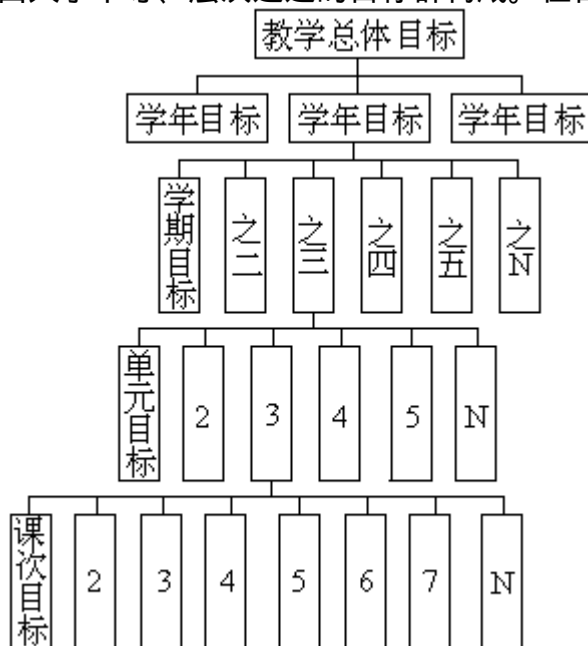 教学总体目标
学年目标 学年目标 学年目标
学期目标 之二 之三 之四 之五 之N
单元目标 2 3 4 5 N
课次目标 2 3 4 5 6 7 N